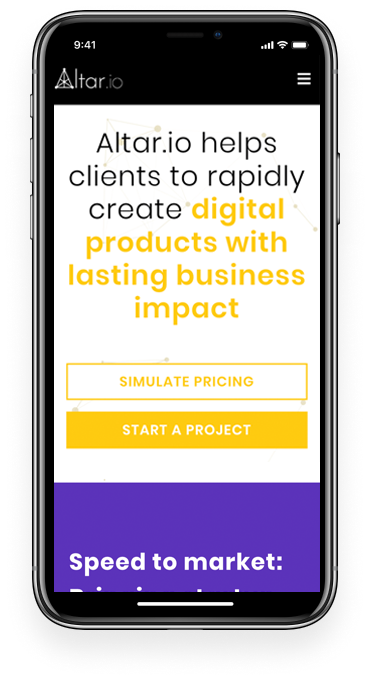 9:41
Altar.io
Altar.io helps
clients to rapidly
create digital
products with
lasting business
impact
SIMULATE PRICING
START A PROJECT
Speed to market: